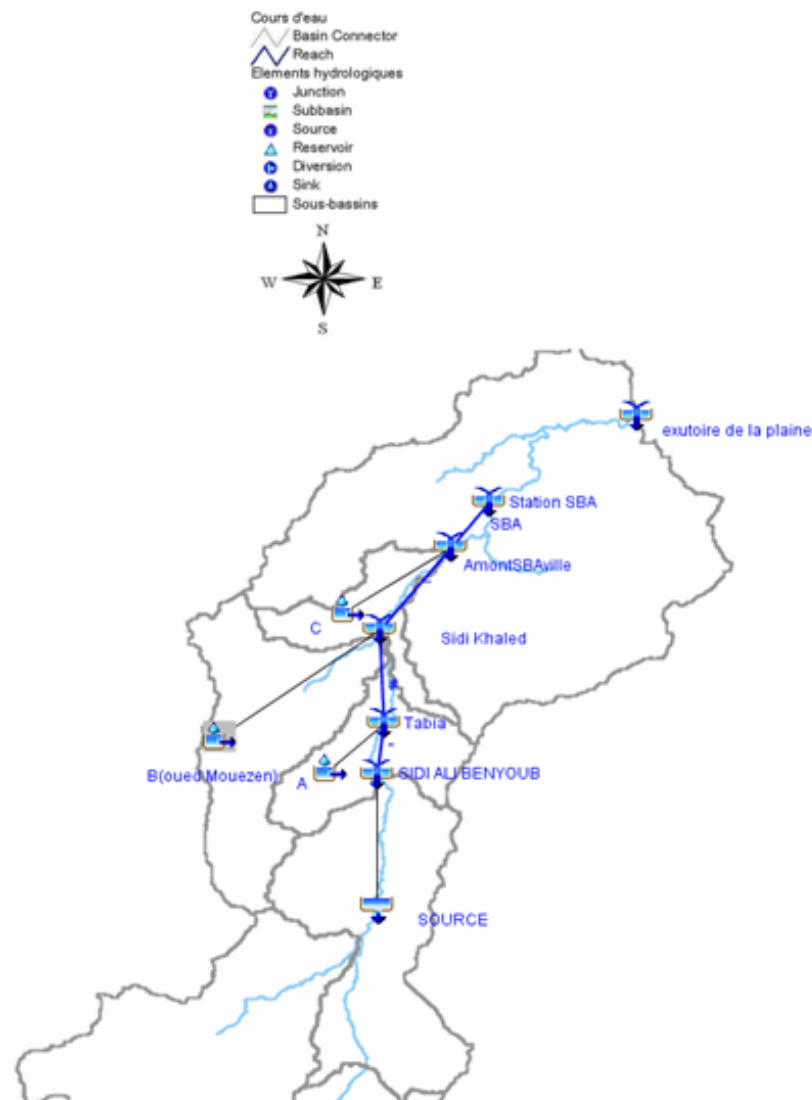 Cours d'eau
Basin Connector
Reach
Elements hydrologiques
Junction
Subbasin
Source
Reservoir
Diversion
Sink
Sous-bassins
N
W E
S
exutoire de la plaine
Station SBA
SBA
AmontSBAville
C
Sidi Khaled
Tabia
B(oued Mouezen)
A
SIDI ALI BENYOUB
SOURCE